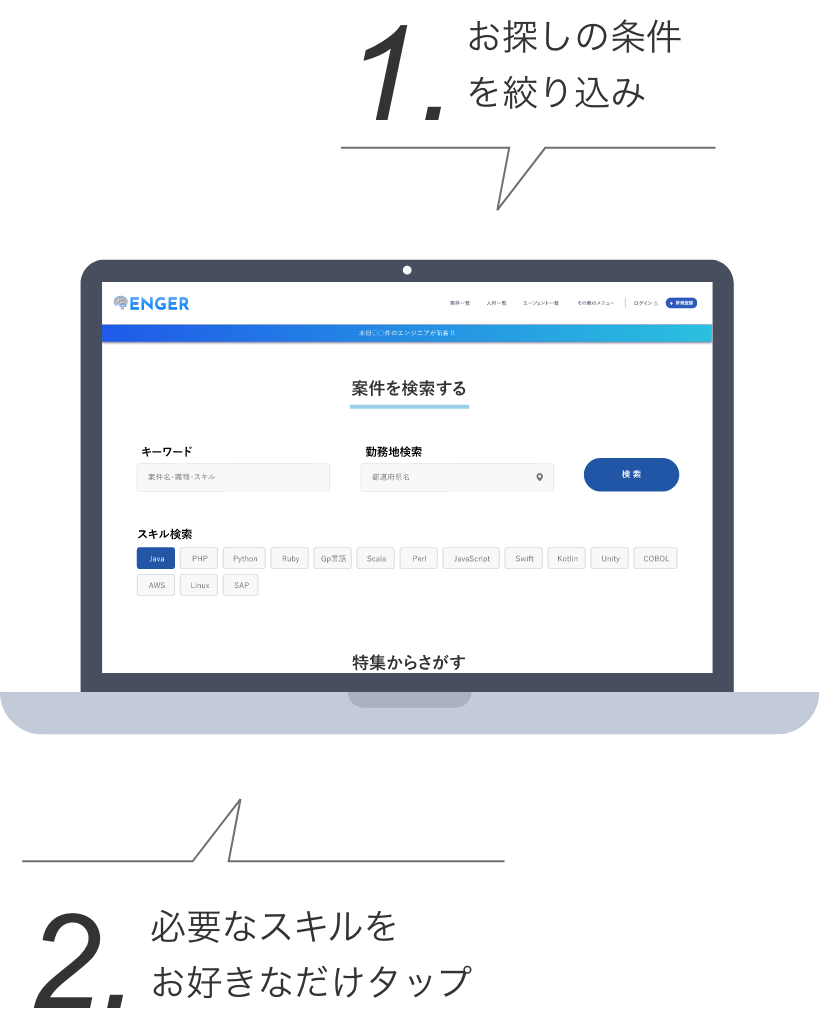 1. お探しの条件
を絞り込み
ENGER
案件一覧 人材一覧 エージェント一覧 その他のメニュー ログイン + 新規登録
本日〇〇件のエンジニアが新着!!
案件を検索する
キーワード 勤務地検索
案件名・職種・スキル 都道府県名 検索
スキル検索
Java PHP Python Ruby Gp言語 Scala Perl JavaScript Swift Kotlin Unity COBOL
AWS Linux SAP
特集からさがす
2. 必要なスキルを
お好きなだけタップ